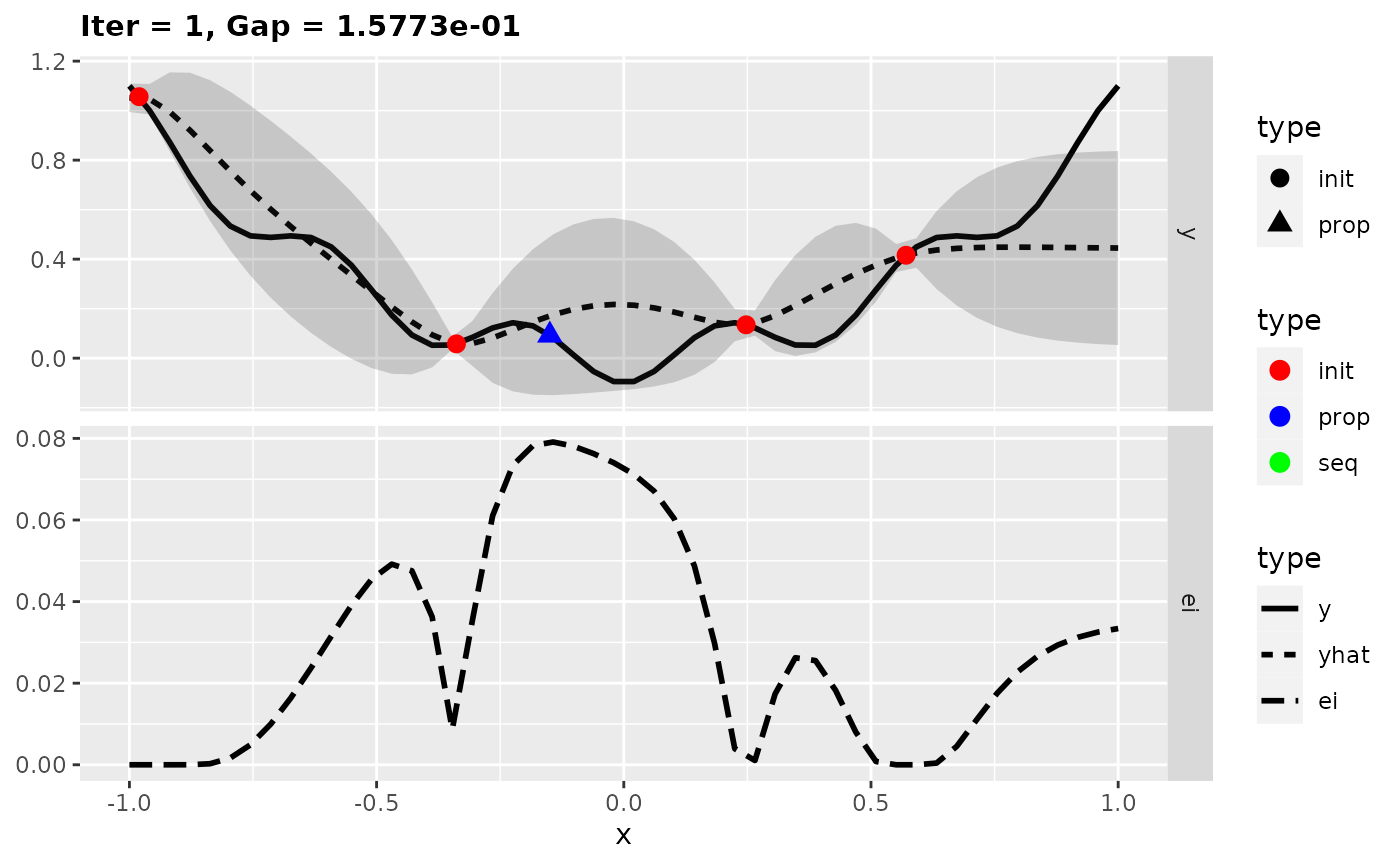 Iter = 1, Gap = 1.5773e-01
1.2
0.8
0.4
0.0
y
0.08
0.06
0.04
0.02
0.00
ei
-1.0 -0.5 0.0 0.5 1.0
x
type
init
prop
type
init
prop
seq
type
y
yhat
ei